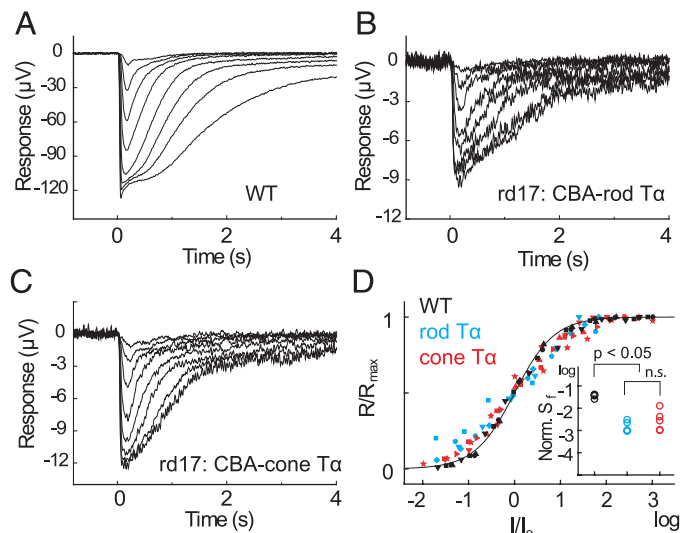 A
Response (µV)
0
-30
-60
-90
-120
WT
0
2
4
Time (s)
B
Response (µV)
0
-3
-6
-9
-12
rd17: CBA-rod Tα
0
2
4
Time (s)
C
Response (µV)
0
-3
-6
-9
-12
rd17: CBA-cone Tα
0
2
4
Time (s)
D
R/Rmax
1
0
WT
rod Tα
cone Tα
log
p < 0.05
n.s.
Norm. Sf
-1
-2
-3
-4
-2
-1
0
1
2
3
log